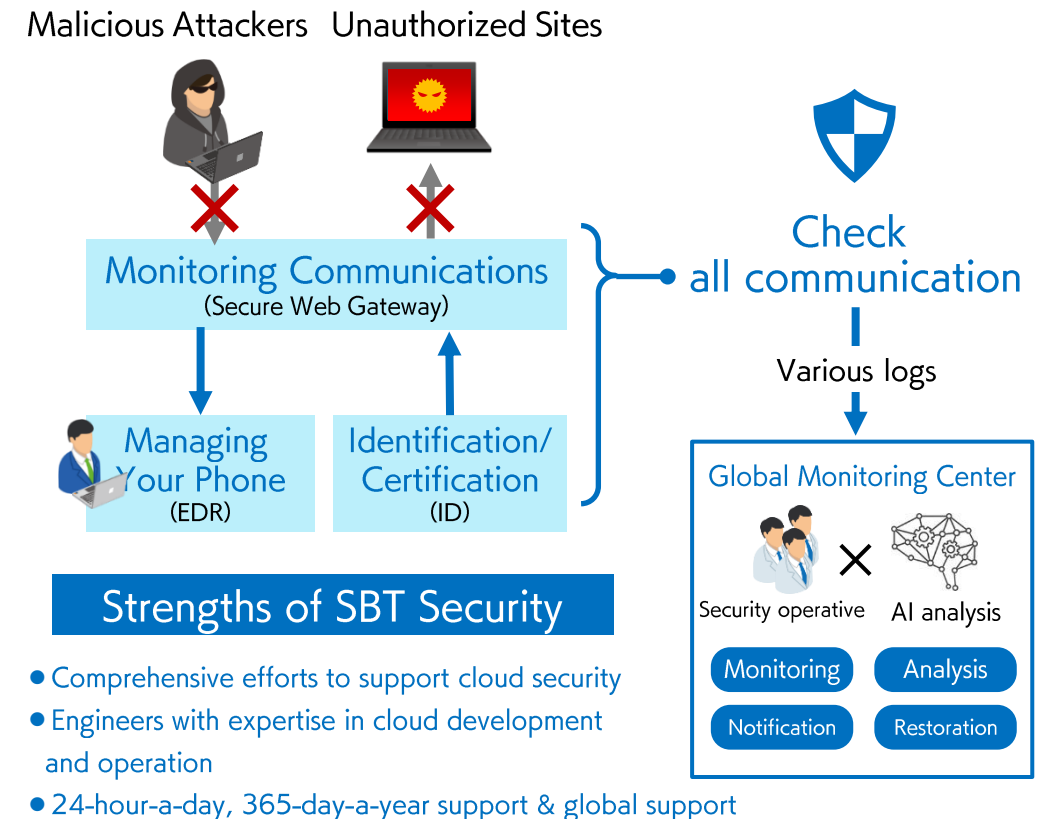 Malicious Attackers
Unauthorized Sites
Monitoring Communications
(Secure Web Gateway)
Managing
Your Phone
(EDR)
Identification/
Certification
(ID)
Check
all communication
Various logs
Global Monitoring Center
Security operative
AI analysis
Monitoring
Analysis
Notification
Restoration
Strengths of SBT Security
● Comprehensive efforts to support cloud security
● Engineers with expertise in cloud development
and operation
● 24-hour-a-day, 365-day-a-year support & global support